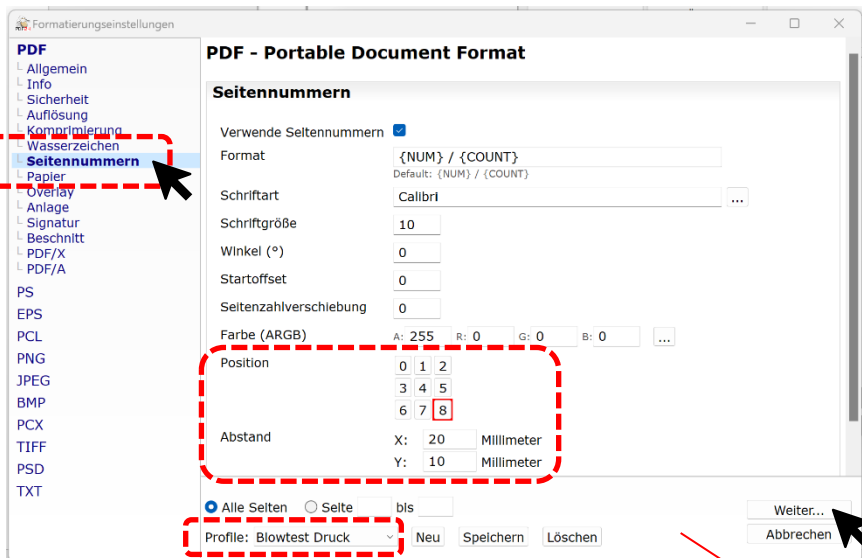 Formatierungseinstellungen
PDF
Allgemein
Info
Sicherheit
Auflösung
Komprimierung
Wasserzeichen
Seitennummern
Papier
Overlay
Anlage
Signatur
Beschnitt
PDF/X
PDF/A
PS
EPS
PCL
PNG
JPEG
BMP
PCX
TIFF
PSD
TXT
PDF - Portable Document Format
Seitennummern
Verwende Seitennummern
Format {NUM} / {COUNT}
Default: {NUM} / {COUNT}
Schriftart Calibri ...
Schriftgröße 10
Winkel (°) 0
Startoffset 0
Seitenzahlverschiebung 0
Farbe (ARGB) A: 255 R: 0 G: 0 B: 0 ...
Position 0 1 2
3 4 5
6 7 8
Abstand X: 20 Millimeter
Y: 10 Millimeter
Alle Seiten Seite bis
Weiter...
Profile: Blowtest Druck Neu Speichern Löschen Abbrechen